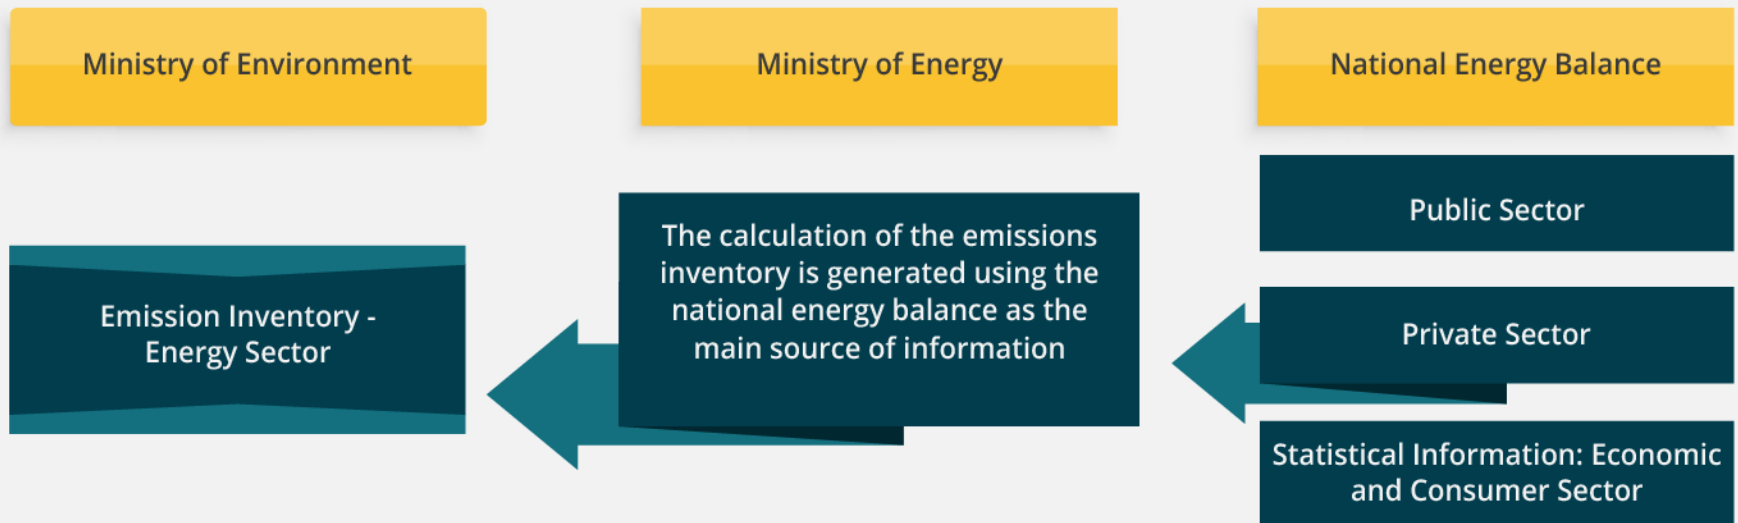 Ministry of Environment
Ministry of Energy
National Energy Balance
Emission Inventory -
Energy Sector
The calculation of the emissions
inventory is generated using the
national energy balance as the
main source of information
Public Sector
Private Sector
Statistical Information: Economic
and Consumer Sector